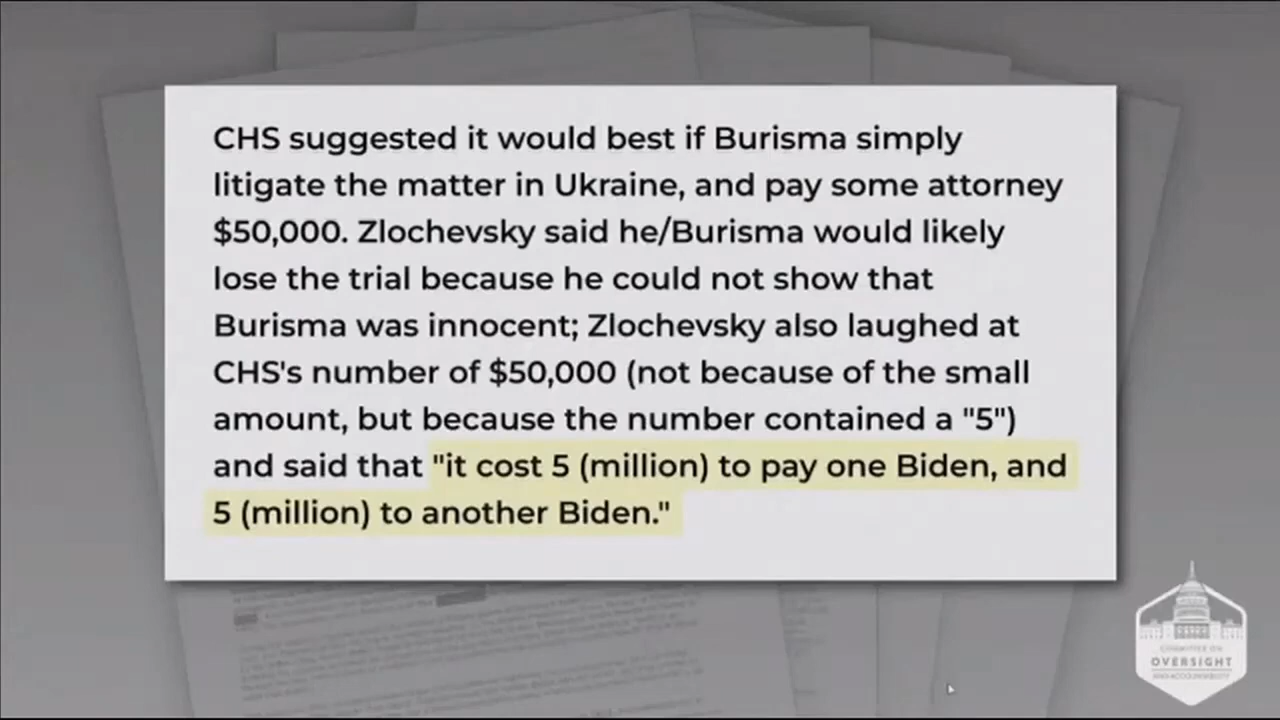 CHS suggested it would best if Burisma simply
litigate the matter in Ukraine, and pay some attorney
$50,000. Zlochevsky said he/Burisma would likely
lose the trial because he could not show that
Burisma was innocent; Zlochevsky also laughed at
CHS's number of $50,000 (not because of the small
amount, but because the number contained a "5")
and said that "it cost 5 (million) to pay one Biden, and
5 (million) to another Biden."
COMMITTEE ON
OVERSIGHT
AND ACCOUNTABILITY